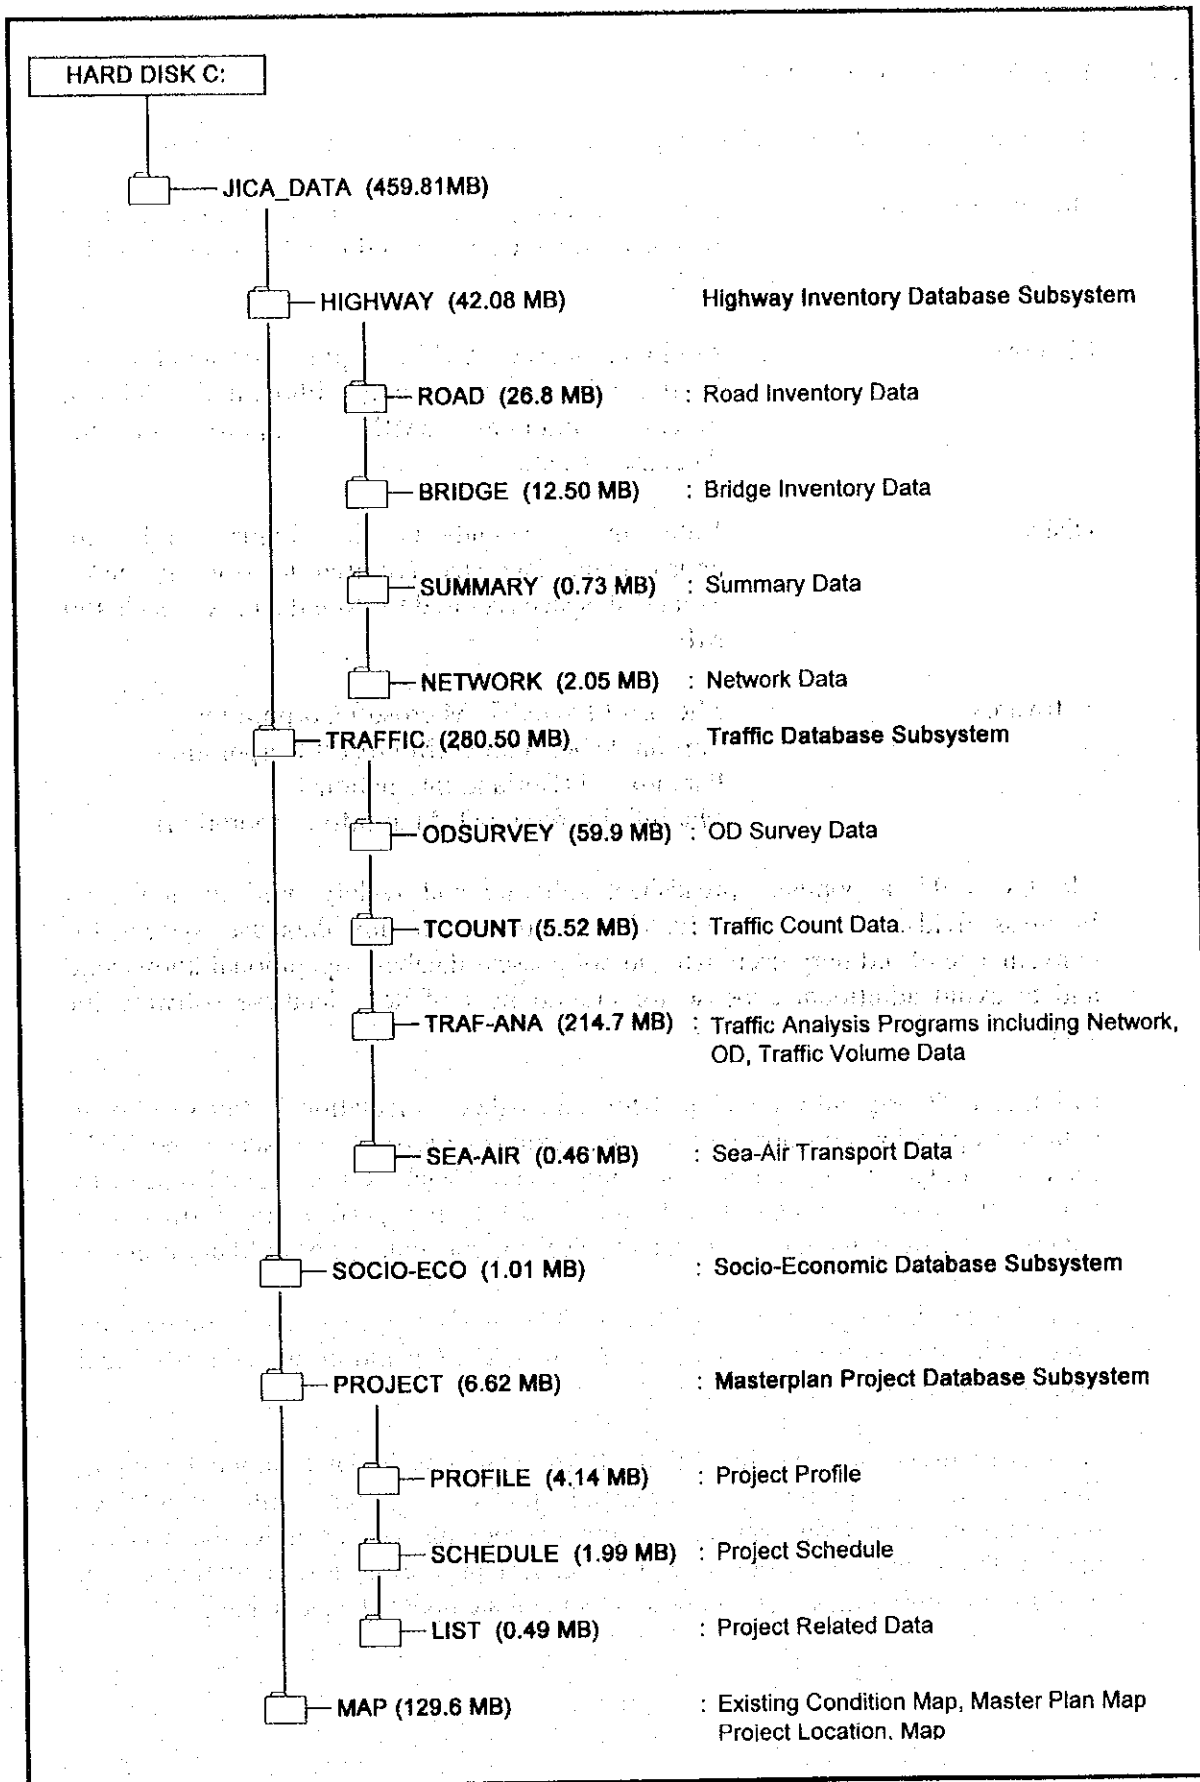 HARD DISK C:
JICA_DATA (459.81MB)
HIGHWAY (42.08 MB) Highway Inventory Database Subsystem
ROAD (26.8 MB) : Road Inventory Data
BRIDGE (12.50 MB) : Bridge Inventory Data
SUMMARY (0.73 MB) : Summary Data
NETWORK (2.05 MB) : Network Data
TRAFFIC (280.50 MB) Traffic Database Subsystem
ODSURVEY (59.9 MB) : OD Survey Data
TCOUNT (5.52 MB) : Traffic Count Data.
TRAF-ANA (214.7 MB) : Traffic Analysis Programs including Network,
OD, Traffic Volume Data
SEA-AIR (0.46 MB) : Sea-Air Transport Data
SOCIO-ECO (1.01 MB) : Socio-Economic Database Subsystem
PROJECT (6.62 MB) : Masterplan Project Database Subsystem
PROFILE (4.14 MB) : Project Profile
SCHEDULE (1.99 MB) : Project Schedule
LIST (0.49 MB) : Project Related Data
MAP (129.6 MB) : Existing Condition Map, Master Plan Map
Project Location. Map